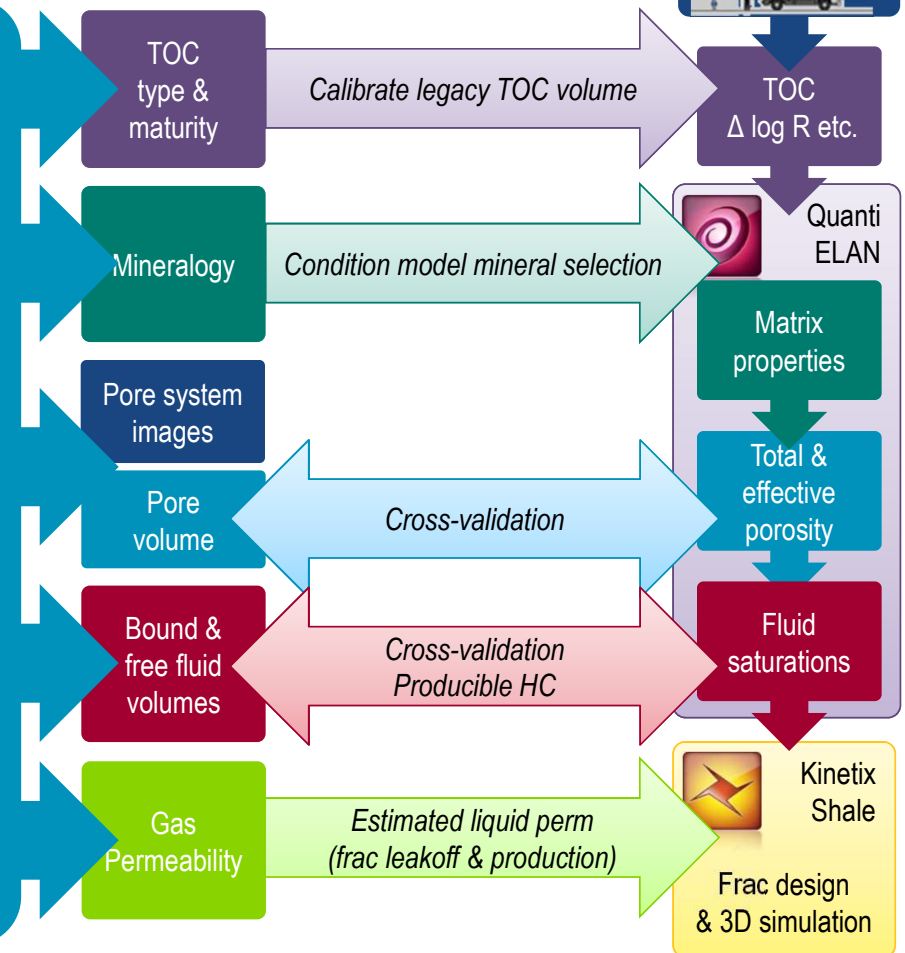 TOC
type &
maturity
Calibrate legacy TOC volume
TOC
Δ log R etc.
Mineralogy
Condition model mineral selection
Quanti
ELAN
Matrix
properties
Pore system
images
Pore
volume
Cross-validation
Total &
effective
porosity
Bound &
free fluid
volumes
Cross-validation
Producible HC
Fluid
saturations
Gas
Permeability
Estimated liquid perm
(frac leakoff & production)
Kinetix
Shale
Frac design
& 3D simulation